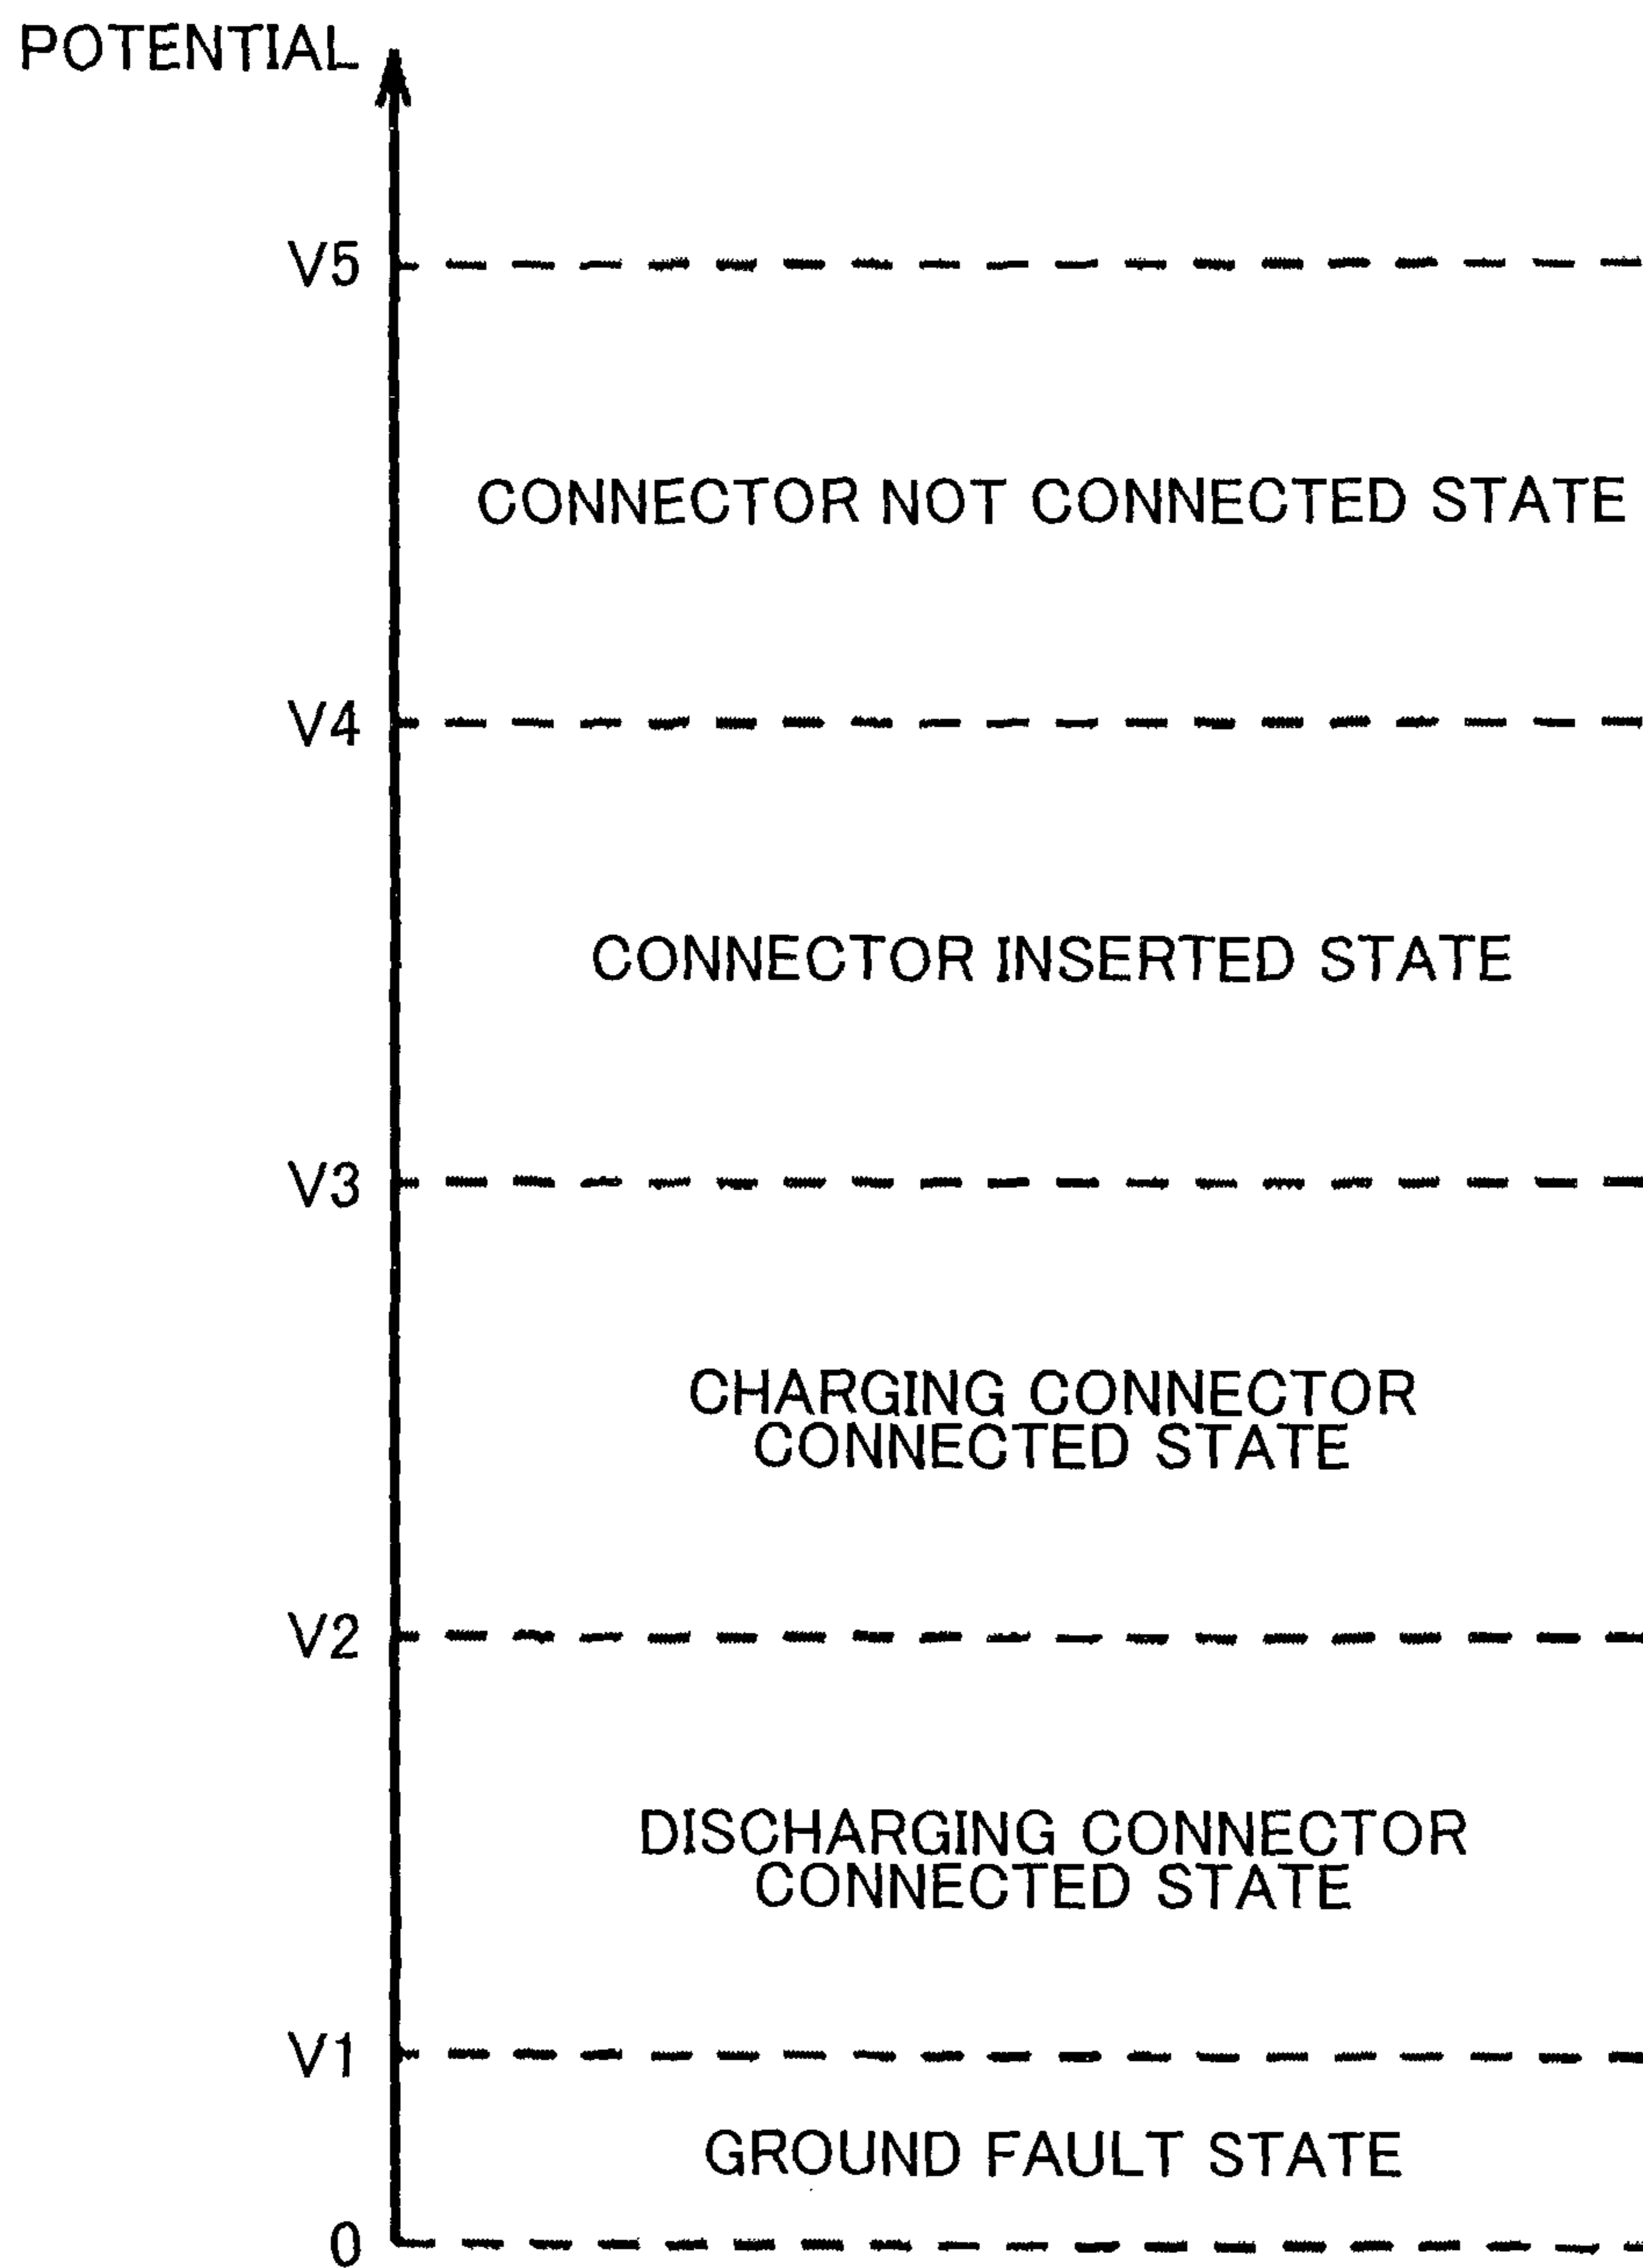 POTENTIAL
V5
CONNECTOR NOT CONNECTED STATE
V4
CONNECTOR INSERTED STATE
V3
CHARGING CONNECTOR
CONNECTED STATE
V2
DISCHARGING CONNECTOR
CONNECTED STATE
V1
GROUND FAULT STATE
0